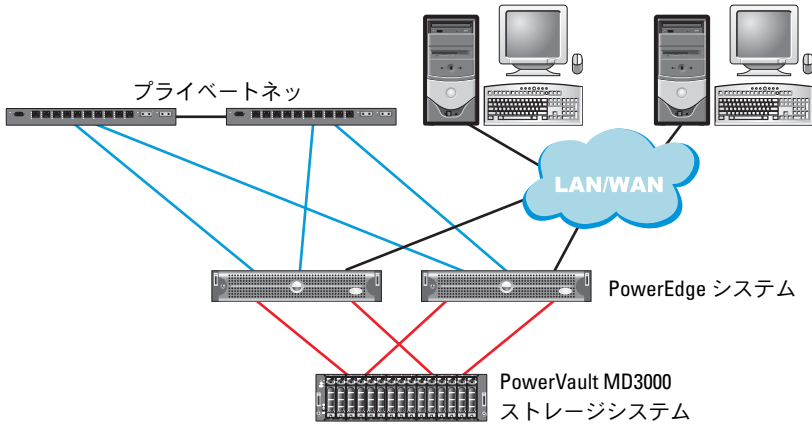 プライベートネッ
LAN/WAN
PowerEdge システム
PowerVault MD3000
ストレージシステム